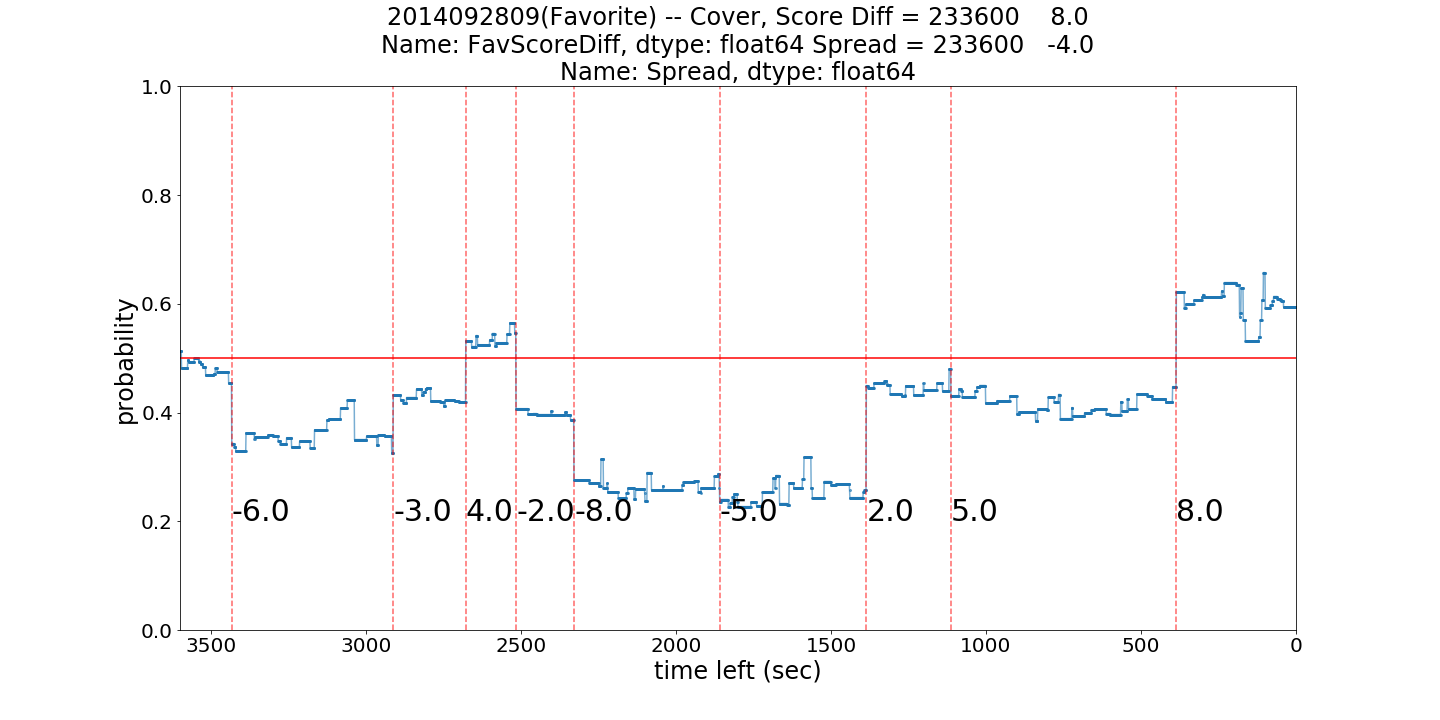 2014092809(Favorite) -- Cover, Score Diff = 233600    8.0
Name: FavScoreDiff, dtype: float64 Spread = 233600   -4.0
Name: Spread, dtype: float64
1.0
0.8
0.6
0.4
0.2
0.0
probability
-6.0 -3.0 4.0 -2.0 -8.0 -5.0 2.0 5.0 8.0
3500 3000 2500 2000 1500 1000 500 0
time left (sec)